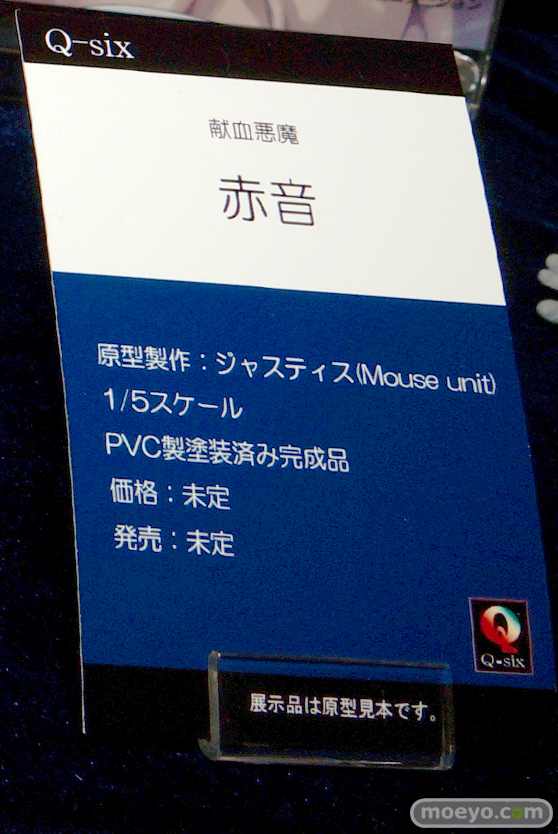 Q-six
献血悪魔
赤音
原型製作：ジャスティス(Mouse unit)
1/5スケール
PVC製塗装済み完成品
価格：未定
発売：未定
Q
Q-six
展示品は原型見本です。
moeyo.com